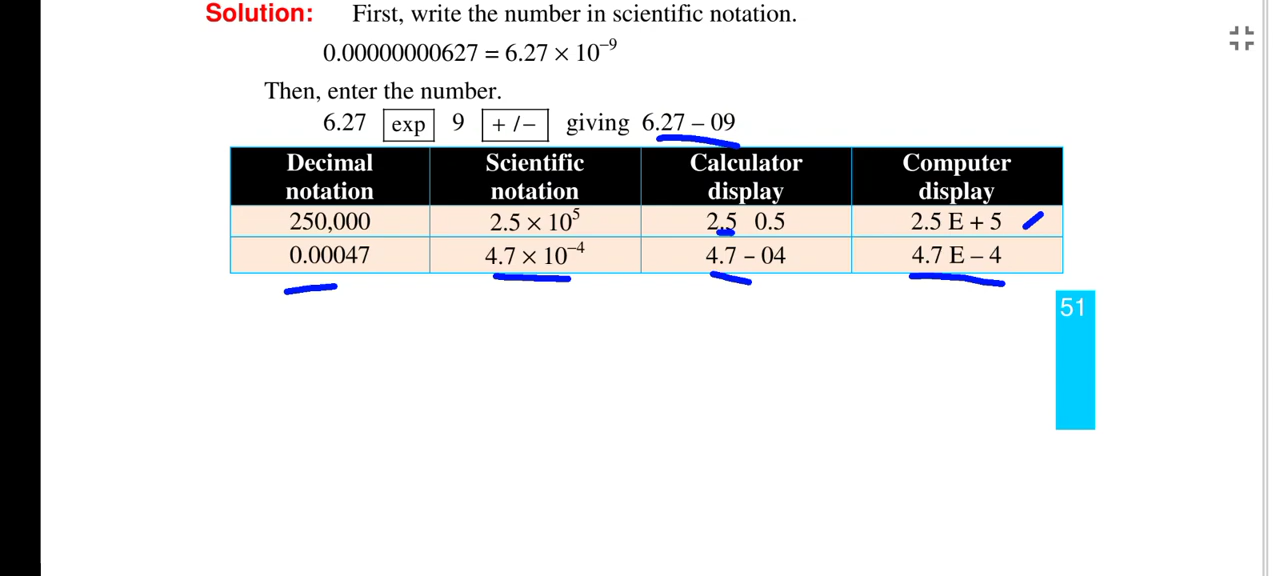 Solution: First, write the number in scientific notation.
0.00000000627 = 6.27 × 10⁻⁹
Then, enter the number.
6.27 exp 9 + /− giving 6.27 – 09
Decimal notation Scientific notation Calculator display Computer display
250,000 2.5 × 10⁵ 2.5 0.5 2.5 E + 5
0.00047 4.7 × 10⁻⁴ 4.7 – 04 4.7 E – 4
51